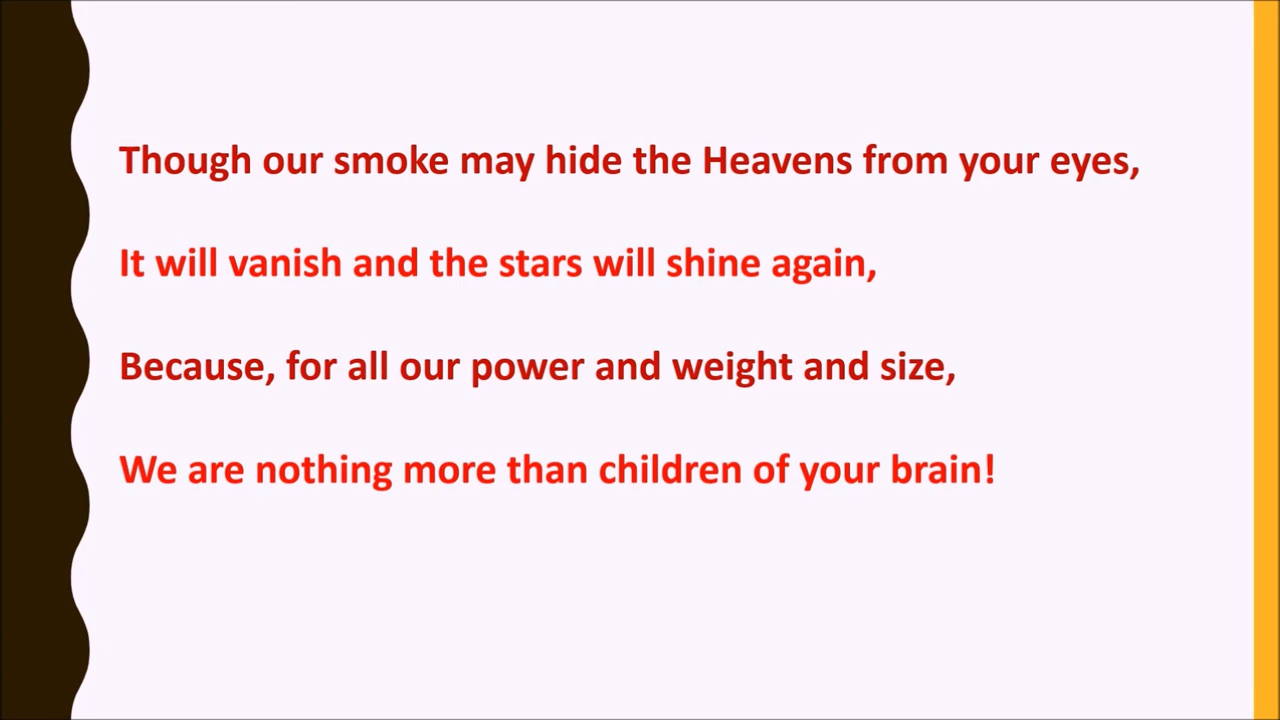 Though our smoke may hide the Heavens from your eyes,
It will vanish and the stars will shine again,
Because, for all our power and weight and size,
We are nothing more than children of your brain!